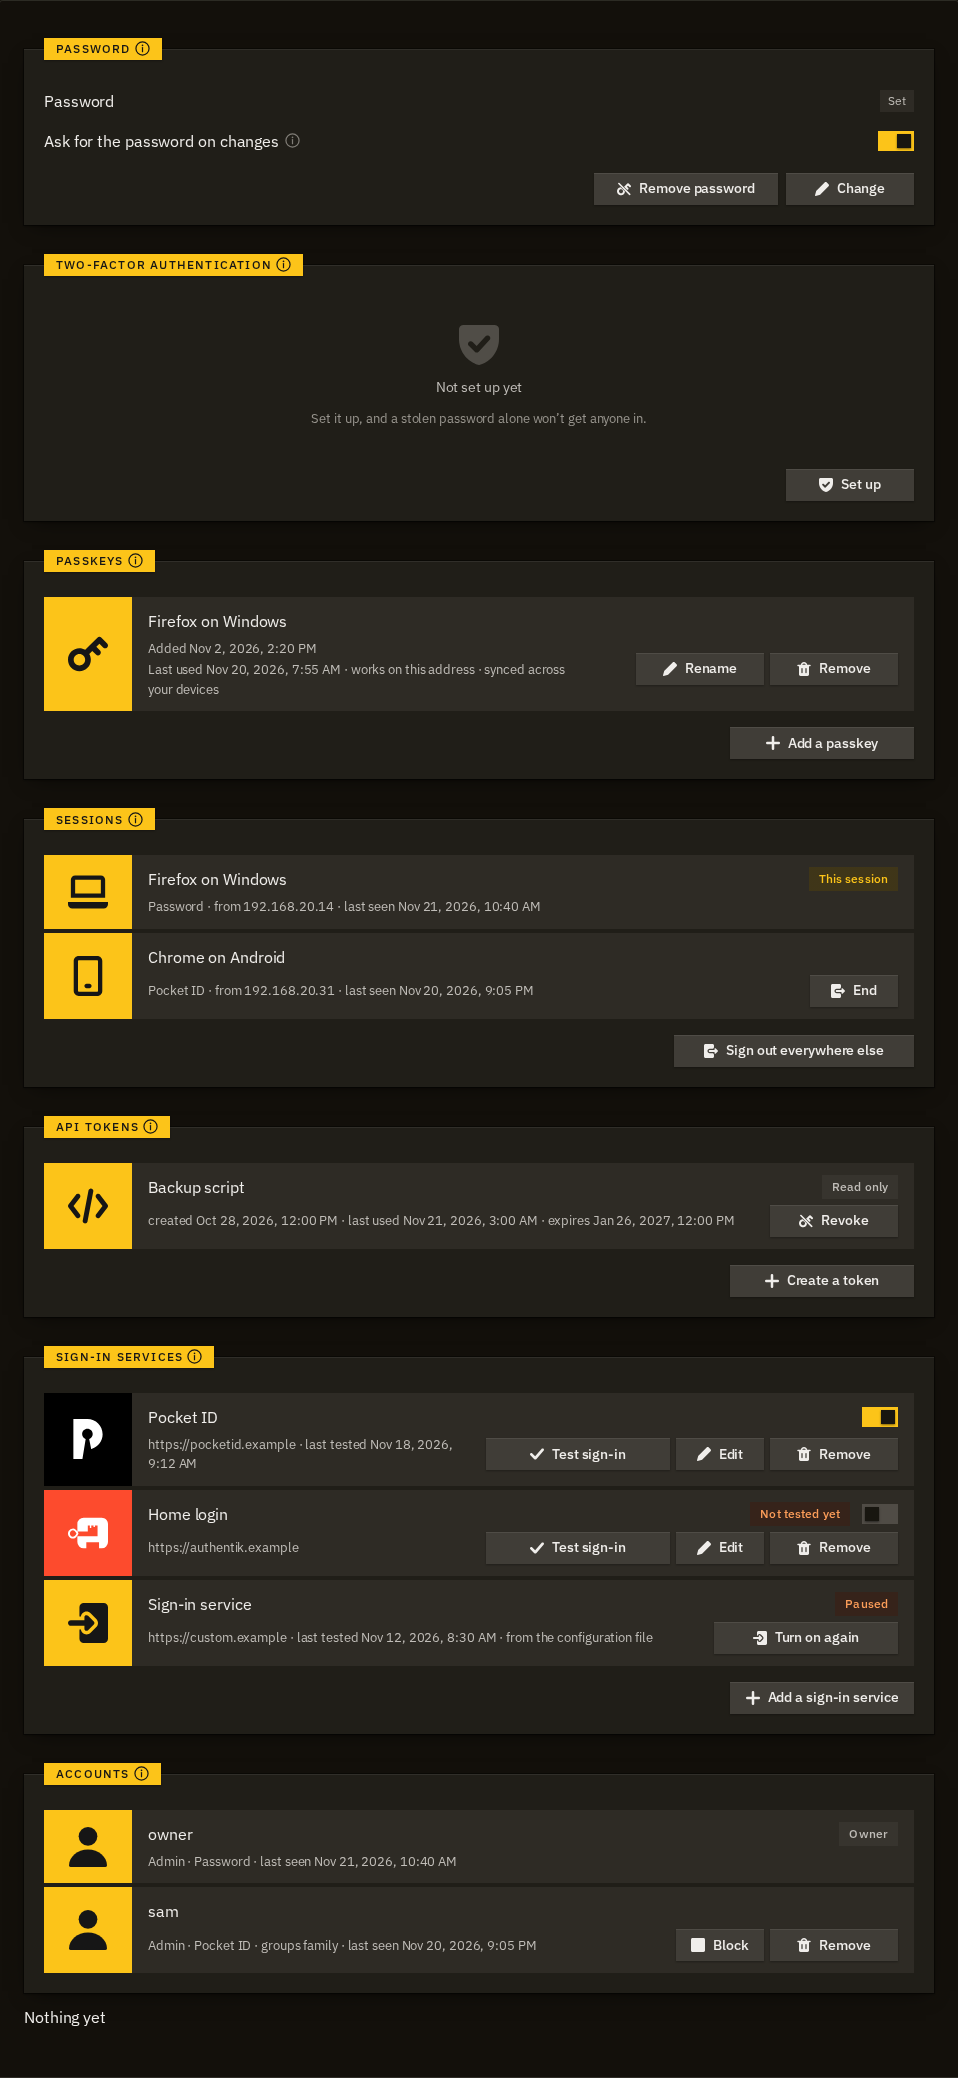 PASSWORD
Password
Set
Ask for the password on changes
Remove password
Change
TWO-FACTOR AUTHENTICATION
Not set up yet
Set it up, and a stolen password alone won’t get anyone in.
Set up
PASSKEYS
Firefox on Windows
Added Nov 2, 2026, 2:20 PM
Last used Nov 20, 2026, 7:55 AM · works on this address · synced across
your devices
Rename
Remove
Add a passkey
SESSIONS
Firefox on Windows
This session
Password · from 192.168.20.14 · last seen Nov 21, 2026, 10:40 AM
Chrome on Android
Pocket ID · from 192.168.20.31 · last seen Nov 20, 2026, 9:05 PM
End
Sign out everywhere else
API TOKENS
Backup script
Read only
created Oct 28, 2026, 12:00 PM · last used Nov 21, 2026, 3:00 AM · expires Jan 26, 2027, 12:00 PM
Revoke
Create a token
SIGN-IN SERVICES
Pocket ID
https://pocketid.example · last tested Nov 18, 2026,
9:12 AM
Test sign-in
Edit
Remove
Home login
Not tested yet
https://authentik.example
Test sign-in
Edit
Remove
Sign-in service
Paused
https://custom.example · last tested Nov 12, 2026, 8:30 AM · from the configuration file
Turn on again
Add a sign-in service
ACCOUNTS
owner
Owner
Admin · Password · last seen Nov 21, 2026, 10:40 AM
sam
Admin · Pocket ID · groups family · last seen Nov 20, 2026, 9:05 PM
Block
Remove
Nothing yet